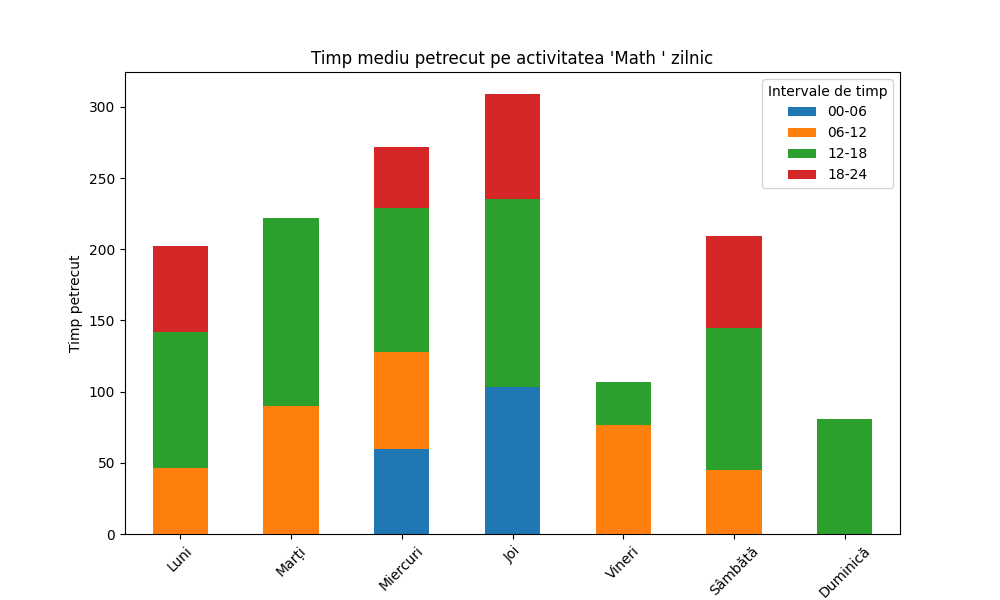 Timp mediu petrecut pe activitatea 'Math ' zilnic
Intervale de timp
00-06
06-12
12-18
18-24
Timp petrecut
300
250
200
150
100
50
0
Luni
Marți
Miercuri
Joi
Vineri
Sâmbătă
Duminică